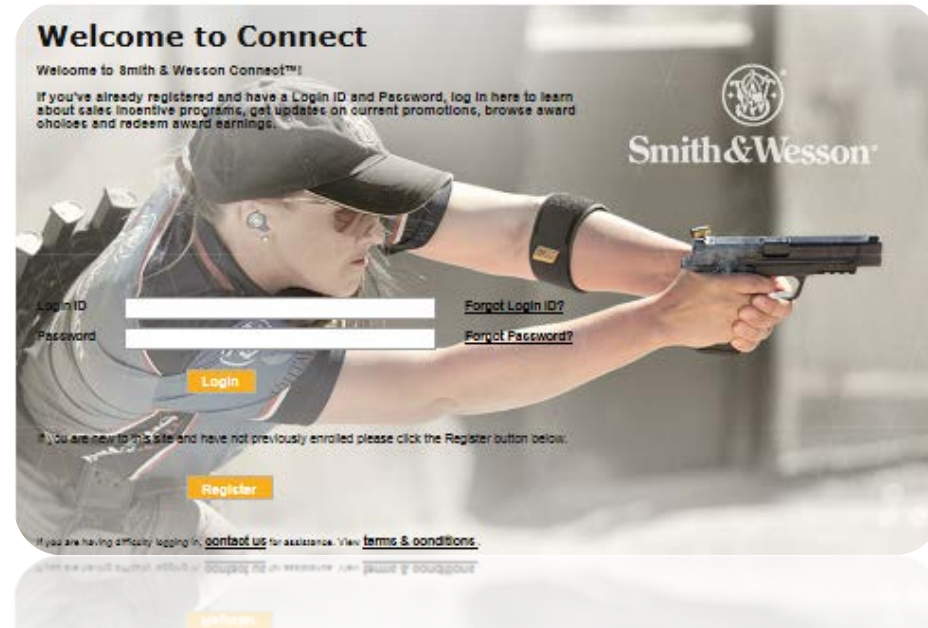 Welcome to Connect
Welcome to Smith & Wesson Connect™!
If you've already registered and have a Login ID and Password, log in here to learn
about sales incentive programs, get updates on current promotions, browse award
choices and redeem award earnings.
Smith & Wesson®
Login ID
Forgot Login ID?
Password
Forgot Password?
Login
If you are new to this site and have not previously enrolled please click the Register button below.
Register
If you are having difficulty logging in, contact us for assistance. View terms & conditions.